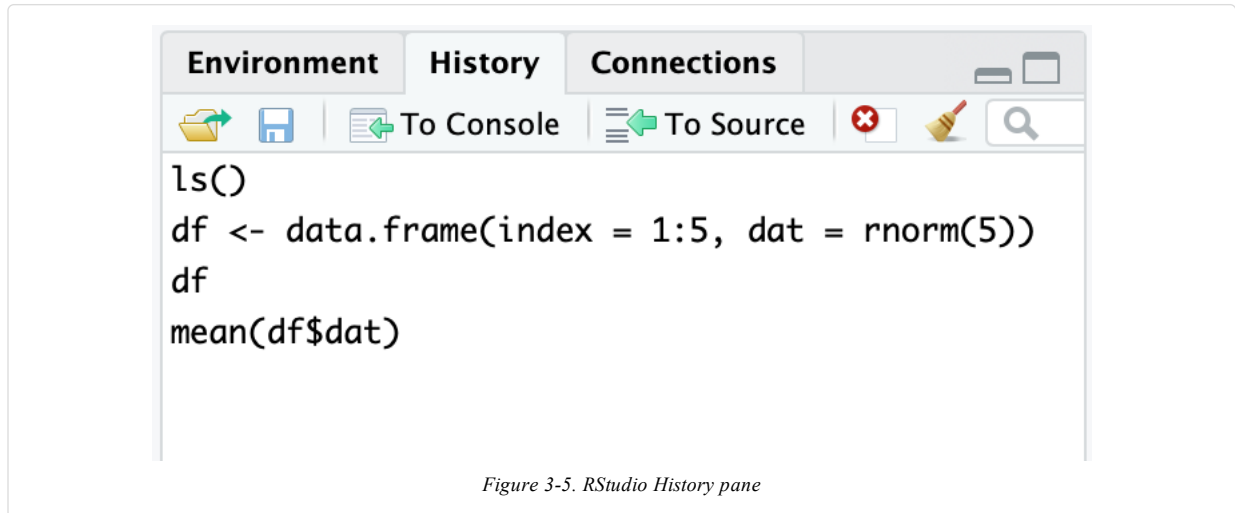 Environment History Connections
To Console To Source
ls()
df <- data.frame(index = 1:5, dat = rnorm(5))
df
mean(df$dat)
Figure 3-5. RStudio History pane